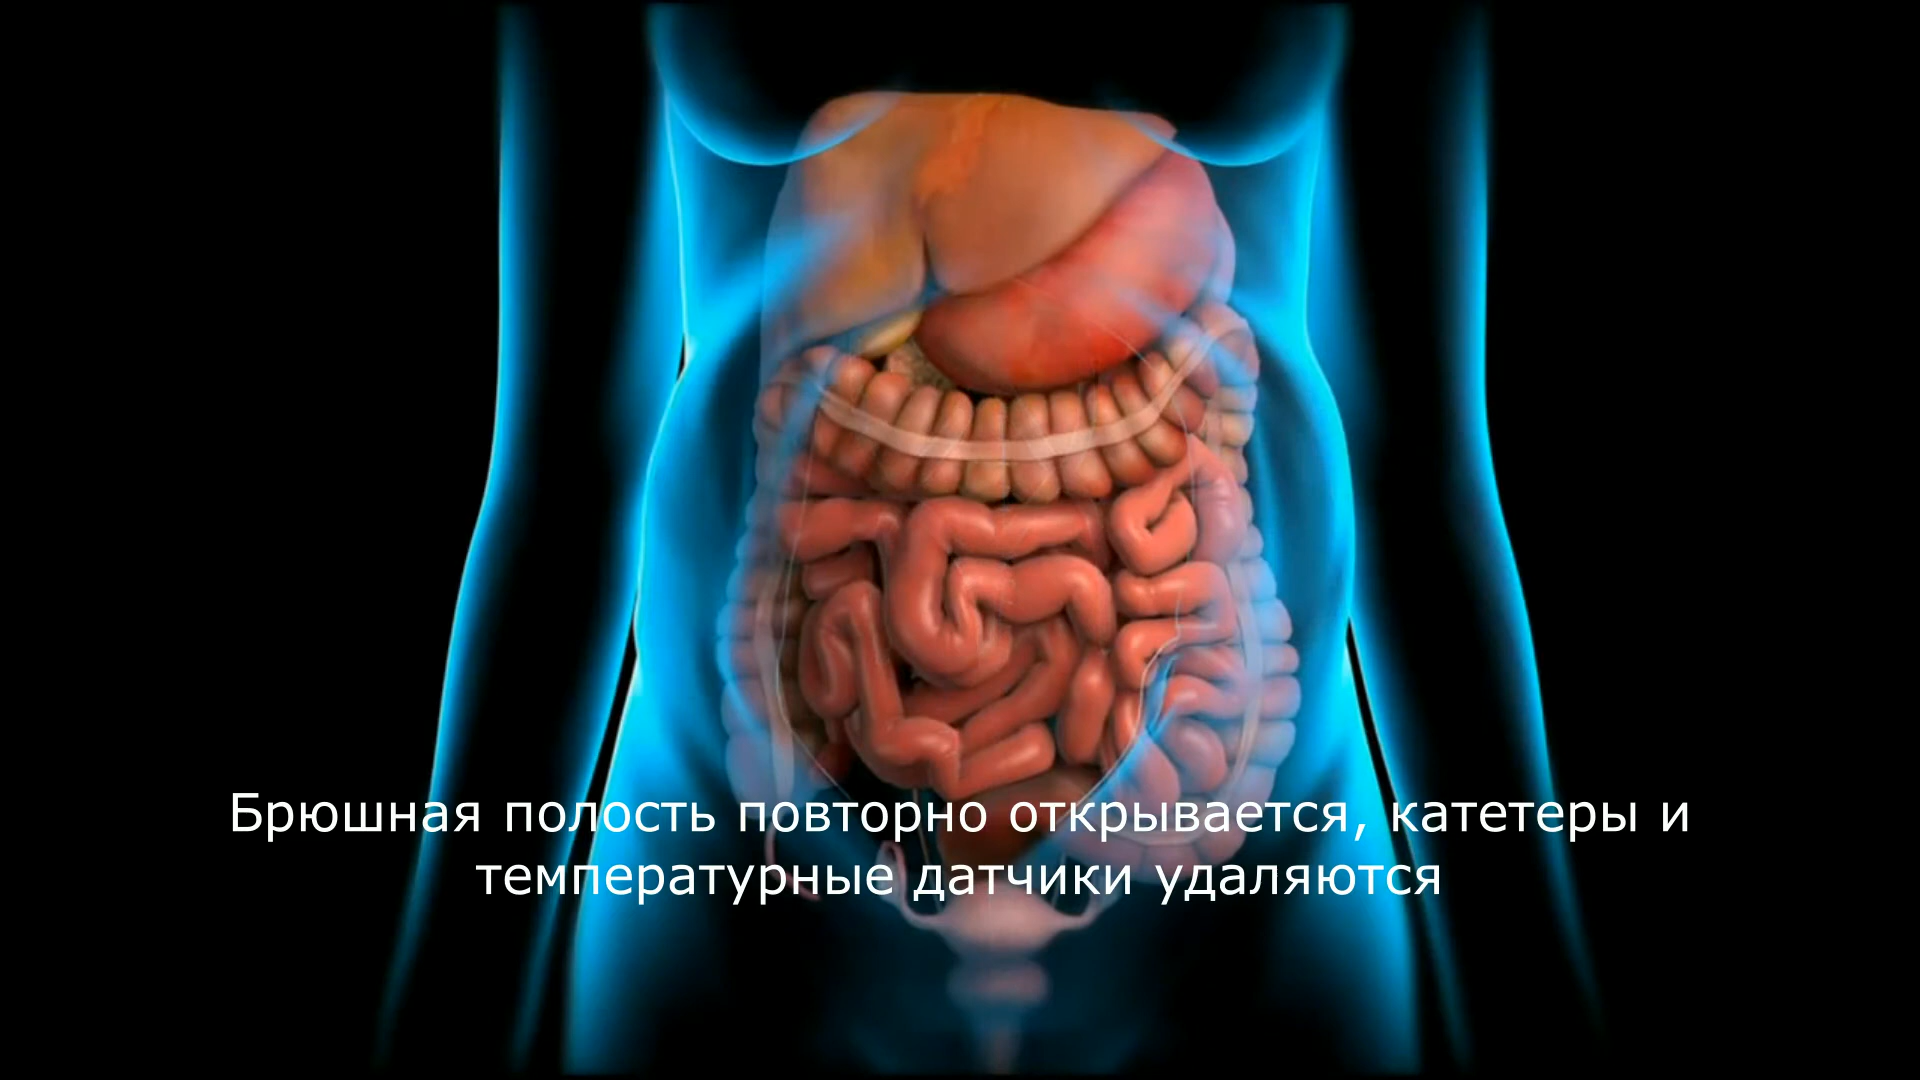 Брюшная полость повторно открывается, катетеры и
температурные датчики удаляются